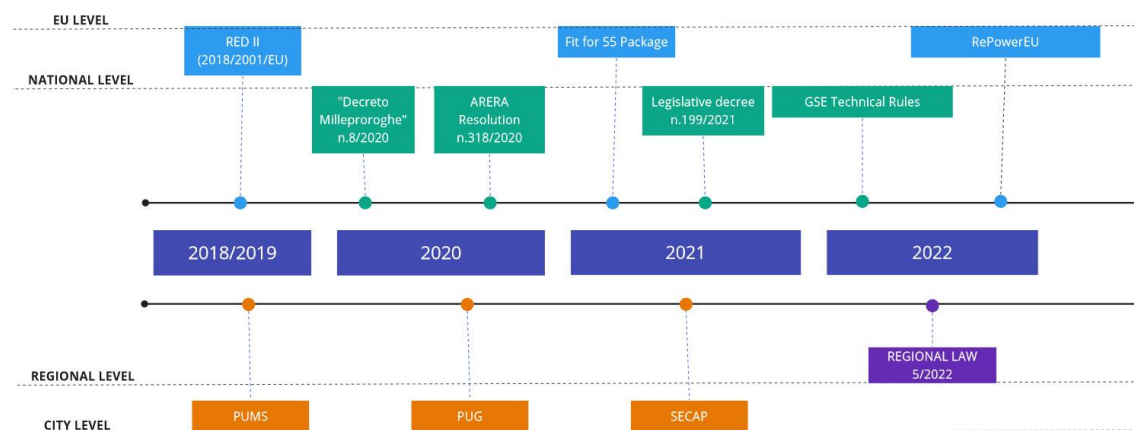 EU LEVEL
RED II
(2018/2001/EU)
Fit for 55 Package
RePowerEU
NATIONAL LEVEL
"Decreto
Milleproroghe"
n.8/2020
ARERA
Resolution
n.318/2020
Legislative decree
n.199/2021
GSE Technical Rules
2018/2019
2020
2021
2022
REGIONAL LAW
5/2022
REGIONAL LEVEL
PUMS
PUG
SECAP
CITY LEVEL